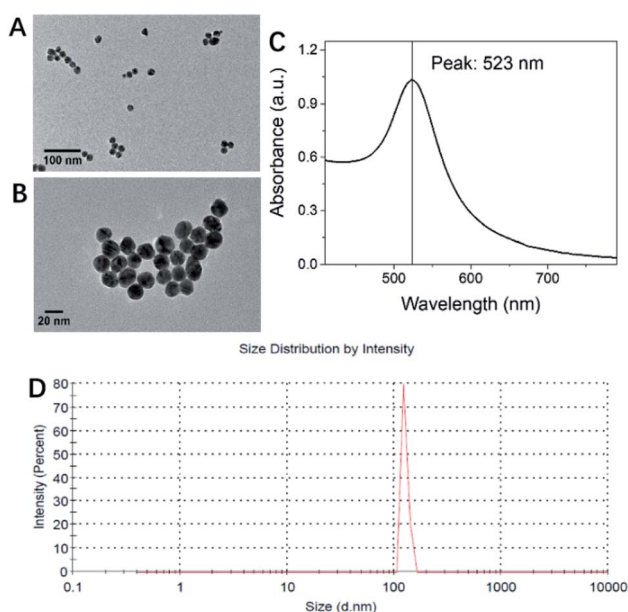 A
100 nm
B
20 nm
C
Peak: 523 nm
Absorbance (a.u.)
1.2
0.9
0.6
0.3
0.0
500 600 700
Wavelength (nm)
Size Distribution by Intensity
D
Intensity (Percent)
80
70
60
50
40
30
20
10
0
0.1 1 10 100 1000 10000
Size (d.nm)